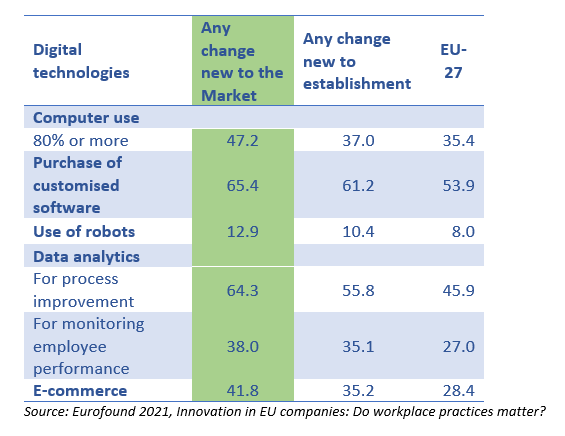 Digital technologies Any change new to the Market Any change new to establishment EU-27
Computer use
80% or more 47.2 37.0 35.4
Purchase of customised software 65.4 61.2 53.9
Use of robots 12.9 10.4 8.0
Data analytics
For process improvement 64.3 55.8 45.9
For monitoring employee performance 38.0 35.1 27.0
E-commerce 41.8 35.2 28.4
Source: Eurofound 2021, Innovation in EU companies: Do workplace practices matter?